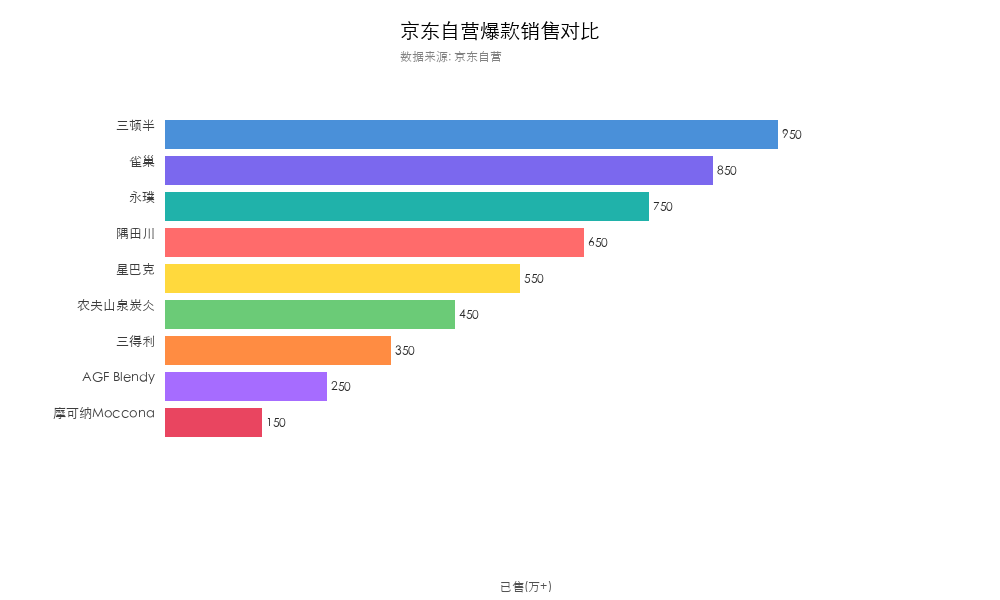 京东自营爆款销售对比
数据来源: 京东自营
三顿半 950
雀巢 850
永璞 750
隅田川 650
星巴克 550
农夫山泉炭仌 450
三得利 350
AGF Blendy 250
摩可纳Moccona 150
已售(万+)